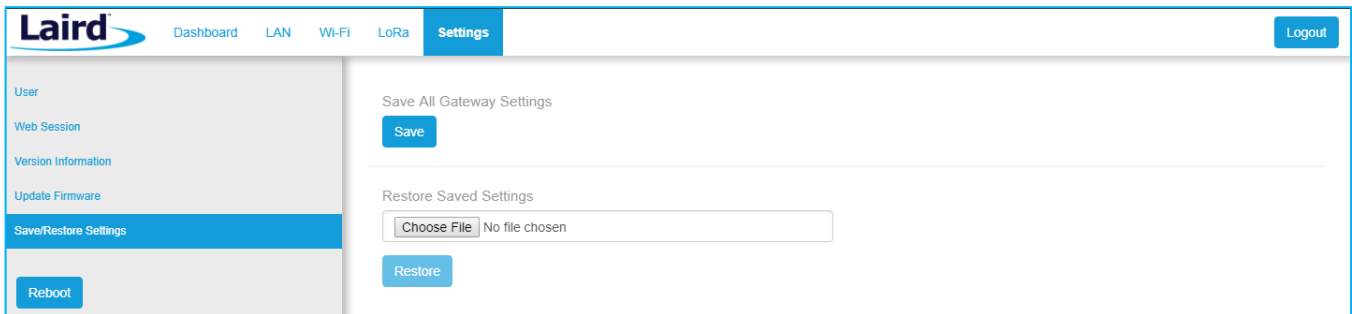 Laird
Dashboard LAN Wi-Fi LoRa Settings Logout
User
Web Session
Version Information
Update Firmware
Save/Restore Settings
Reboot
Save All Gateway Settings
Save
Restore Saved Settings
Choose File No file chosen
Restore